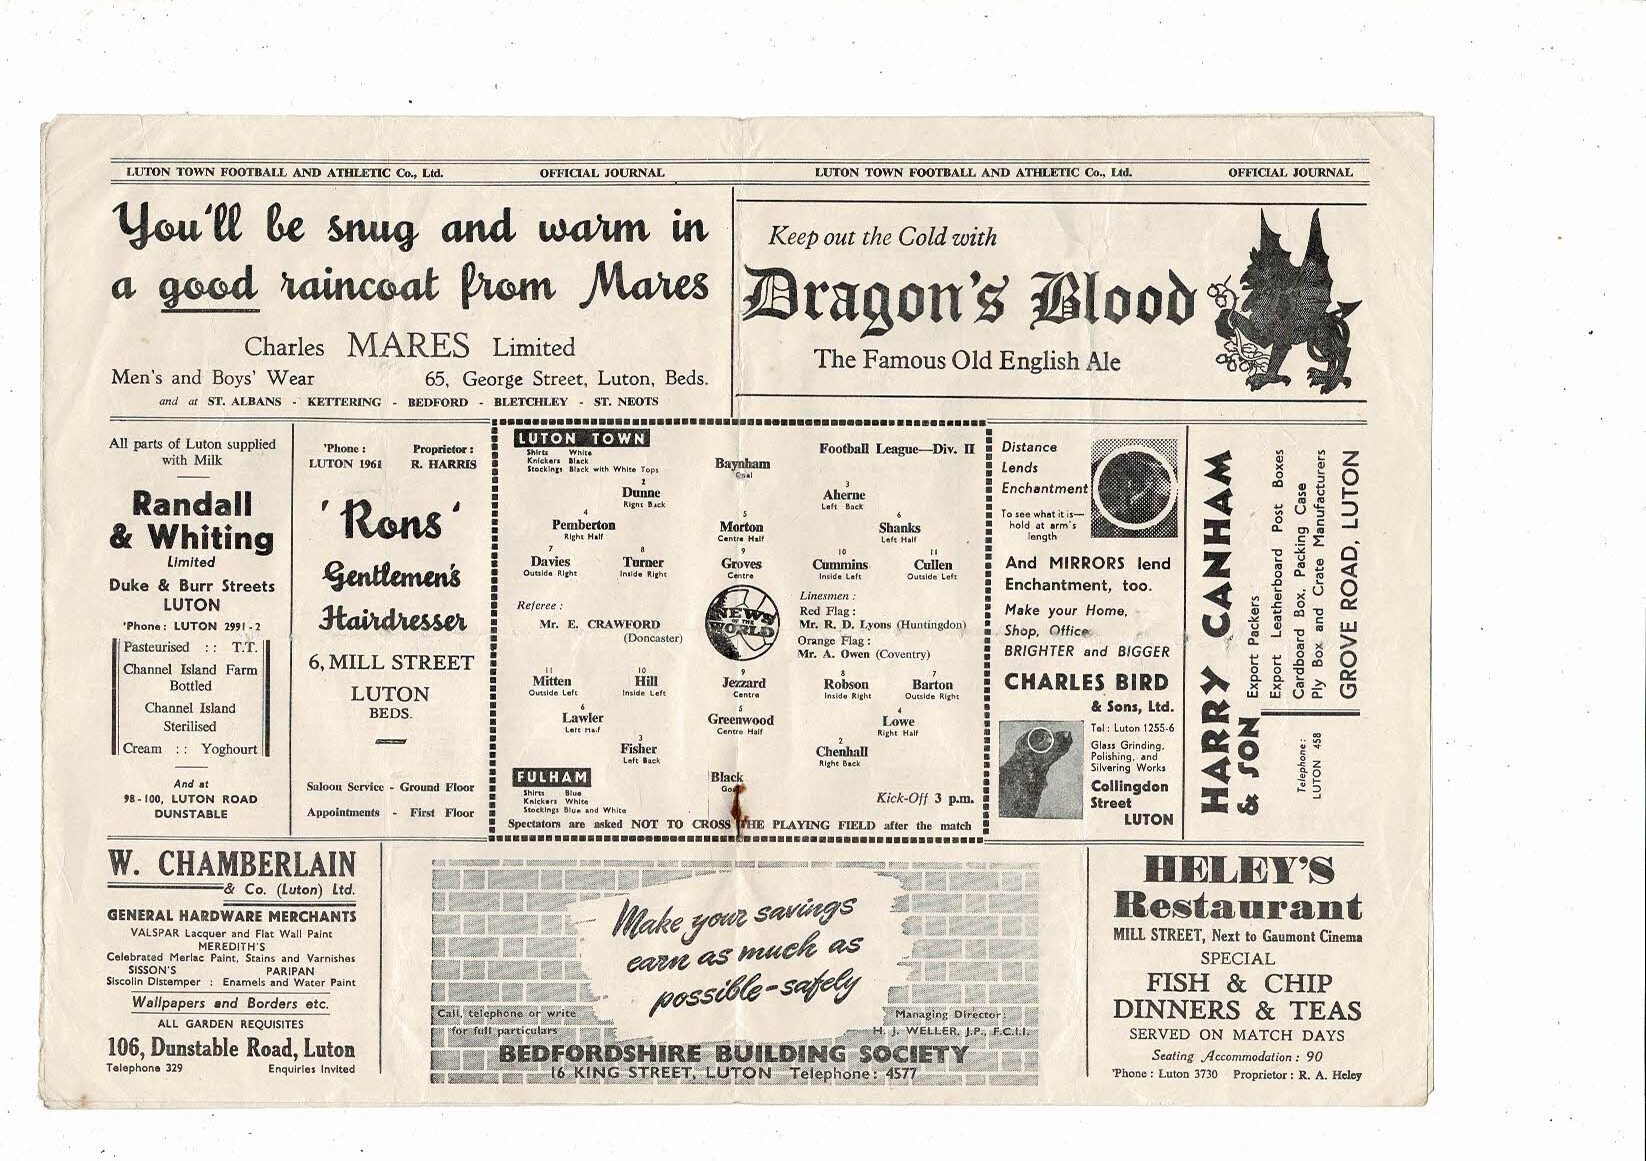 LUTON TOWN FOOTBALL AND ATHLETIC Co., Ltd. OFFICIAL JOURNAL
LUTON TOWN FOOTBALL AND ATHLETIC Co., Ltd. OFFICIAL JOURNAL
You'll be snug and warm in
a good raincoat from Mares
Charles MARES Limited
Men's and Boys' Wear 65, George Street, Luton, Beds.
and at ST. ALBANS - KETTERING - BEDFORD - BLETCHLEY - ST. NEOTS
Keep out the Cold with
Dragon's Blood
The Famous Old English Ale
All parts of Luton supplied
with Milk
Randall
& Whiting
Limited
Duke & Burr Streets
LUTON
'Phone: LUTON 2991-2
Pasteurised :: T.T.
Channel Island Farm
Bottled
Channel Island
Sterilised
Cream :: Yoghourt
And at
98-100, LUTON ROAD
DUNSTABLE
'Phone : Proprietor :
LUTON 1961 R. HARRIS
'Rons'
Gentlemen's
Hairdresser
6, MILL STREET
LUTON
BEDS.
Saloon Service - Ground Floor
Appointments - First Floor
LUTON TOWN
Shirts White
Knickers Black
Stockings Black with White Tops
Football League—Div. II
Baynham
Goal
2 3
Dunne Aherne
Right Back Left Back
4 5 6
Pemberton Morton Shanks
Right Half Centre Half Left Half
7 8 9 10 11
Davies Turner Groves Cummins Cullen
Outside Right Inside Right Centre Inside Left Outside Left
Referee :
Mr. E. CRAWFORD
(Doncaster)
NEWS
OF THE
WORLD
Linesmen :
Red Flag :
Mr. R. D. Lyons (Huntingdon)
Orange Flag :
Mr. A. Owen (Coventry)
11 10 9 8 7
Mitten Hill Jezzard Robson Barton
Outside Left Inside Left Centre Inside Right Outside Right
6 5 4
Lawler Greenwood Lowe
Left Half Centre Half Right Half
3 2
Fisher Chenhall
Left Back Right Back
Black
FULHAM
Shirts Blue
Knickers White
Stockings Blue and White
Kick-Off 3 p.m.
Spectators are asked NOT TO CROSS THE PLAYING FIELD after the match
Distance
Lends
Enchantment
To see what it is—
hold at arm's
length
And MIRRORS lend
Enchantment, too.
Make your Home,
Shop, Office
BRIGHTER and BIGGER
CHARLES BIRD
& Sons, Ltd.
Tel : Luton 1255-6
Glass Grinding,
Polishing, and
Silvering Works
Collingdon
Street
LUTON
HARRY CANHAM
& SON
Export Packers
Export Leatherboard Post Boxes
Cardboard Box, Packing Case
Ply Box and Crate Manufacturers
GROVE ROAD, LUTON
Telephone:
LUTON 458
W. CHAMBERLAIN
& Co. (Luton) Ltd.
GENERAL HARDWARE MERCHANTS
VALSPAR Lacquer and Flat Wall Paint
MEREDITH'S
Celebrated Merlac Paint, Stains and Varnishes
SISSON'S PARIPAN
Siscolin Distemper : Enamels and Water Paint
Wallpapers and Borders etc.
ALL GARDEN REQUISITES
106, Dunstable Road, Luton
Telephone 329 Enquiries Invited
Make your savings
earn as much as
possible-safely
Call, telephone or write
for full particulars
Managing Director:
H. J. WELLER, J.P., F.C.I.I.
BEDFORDSHIRE BUILDING SOCIETY
16 KING STREET, LUTON Telephone: 4577
HELEY'S
Restaurant
MILL STREET, Next to Gaumont Cinema
SPECIAL
FISH & CHIP
DINNERS & TEAS
SERVED ON MATCH DAYS
Seating Accommodation : 90
'Phone : Luton 3730 Proprietor : R. A. Heley